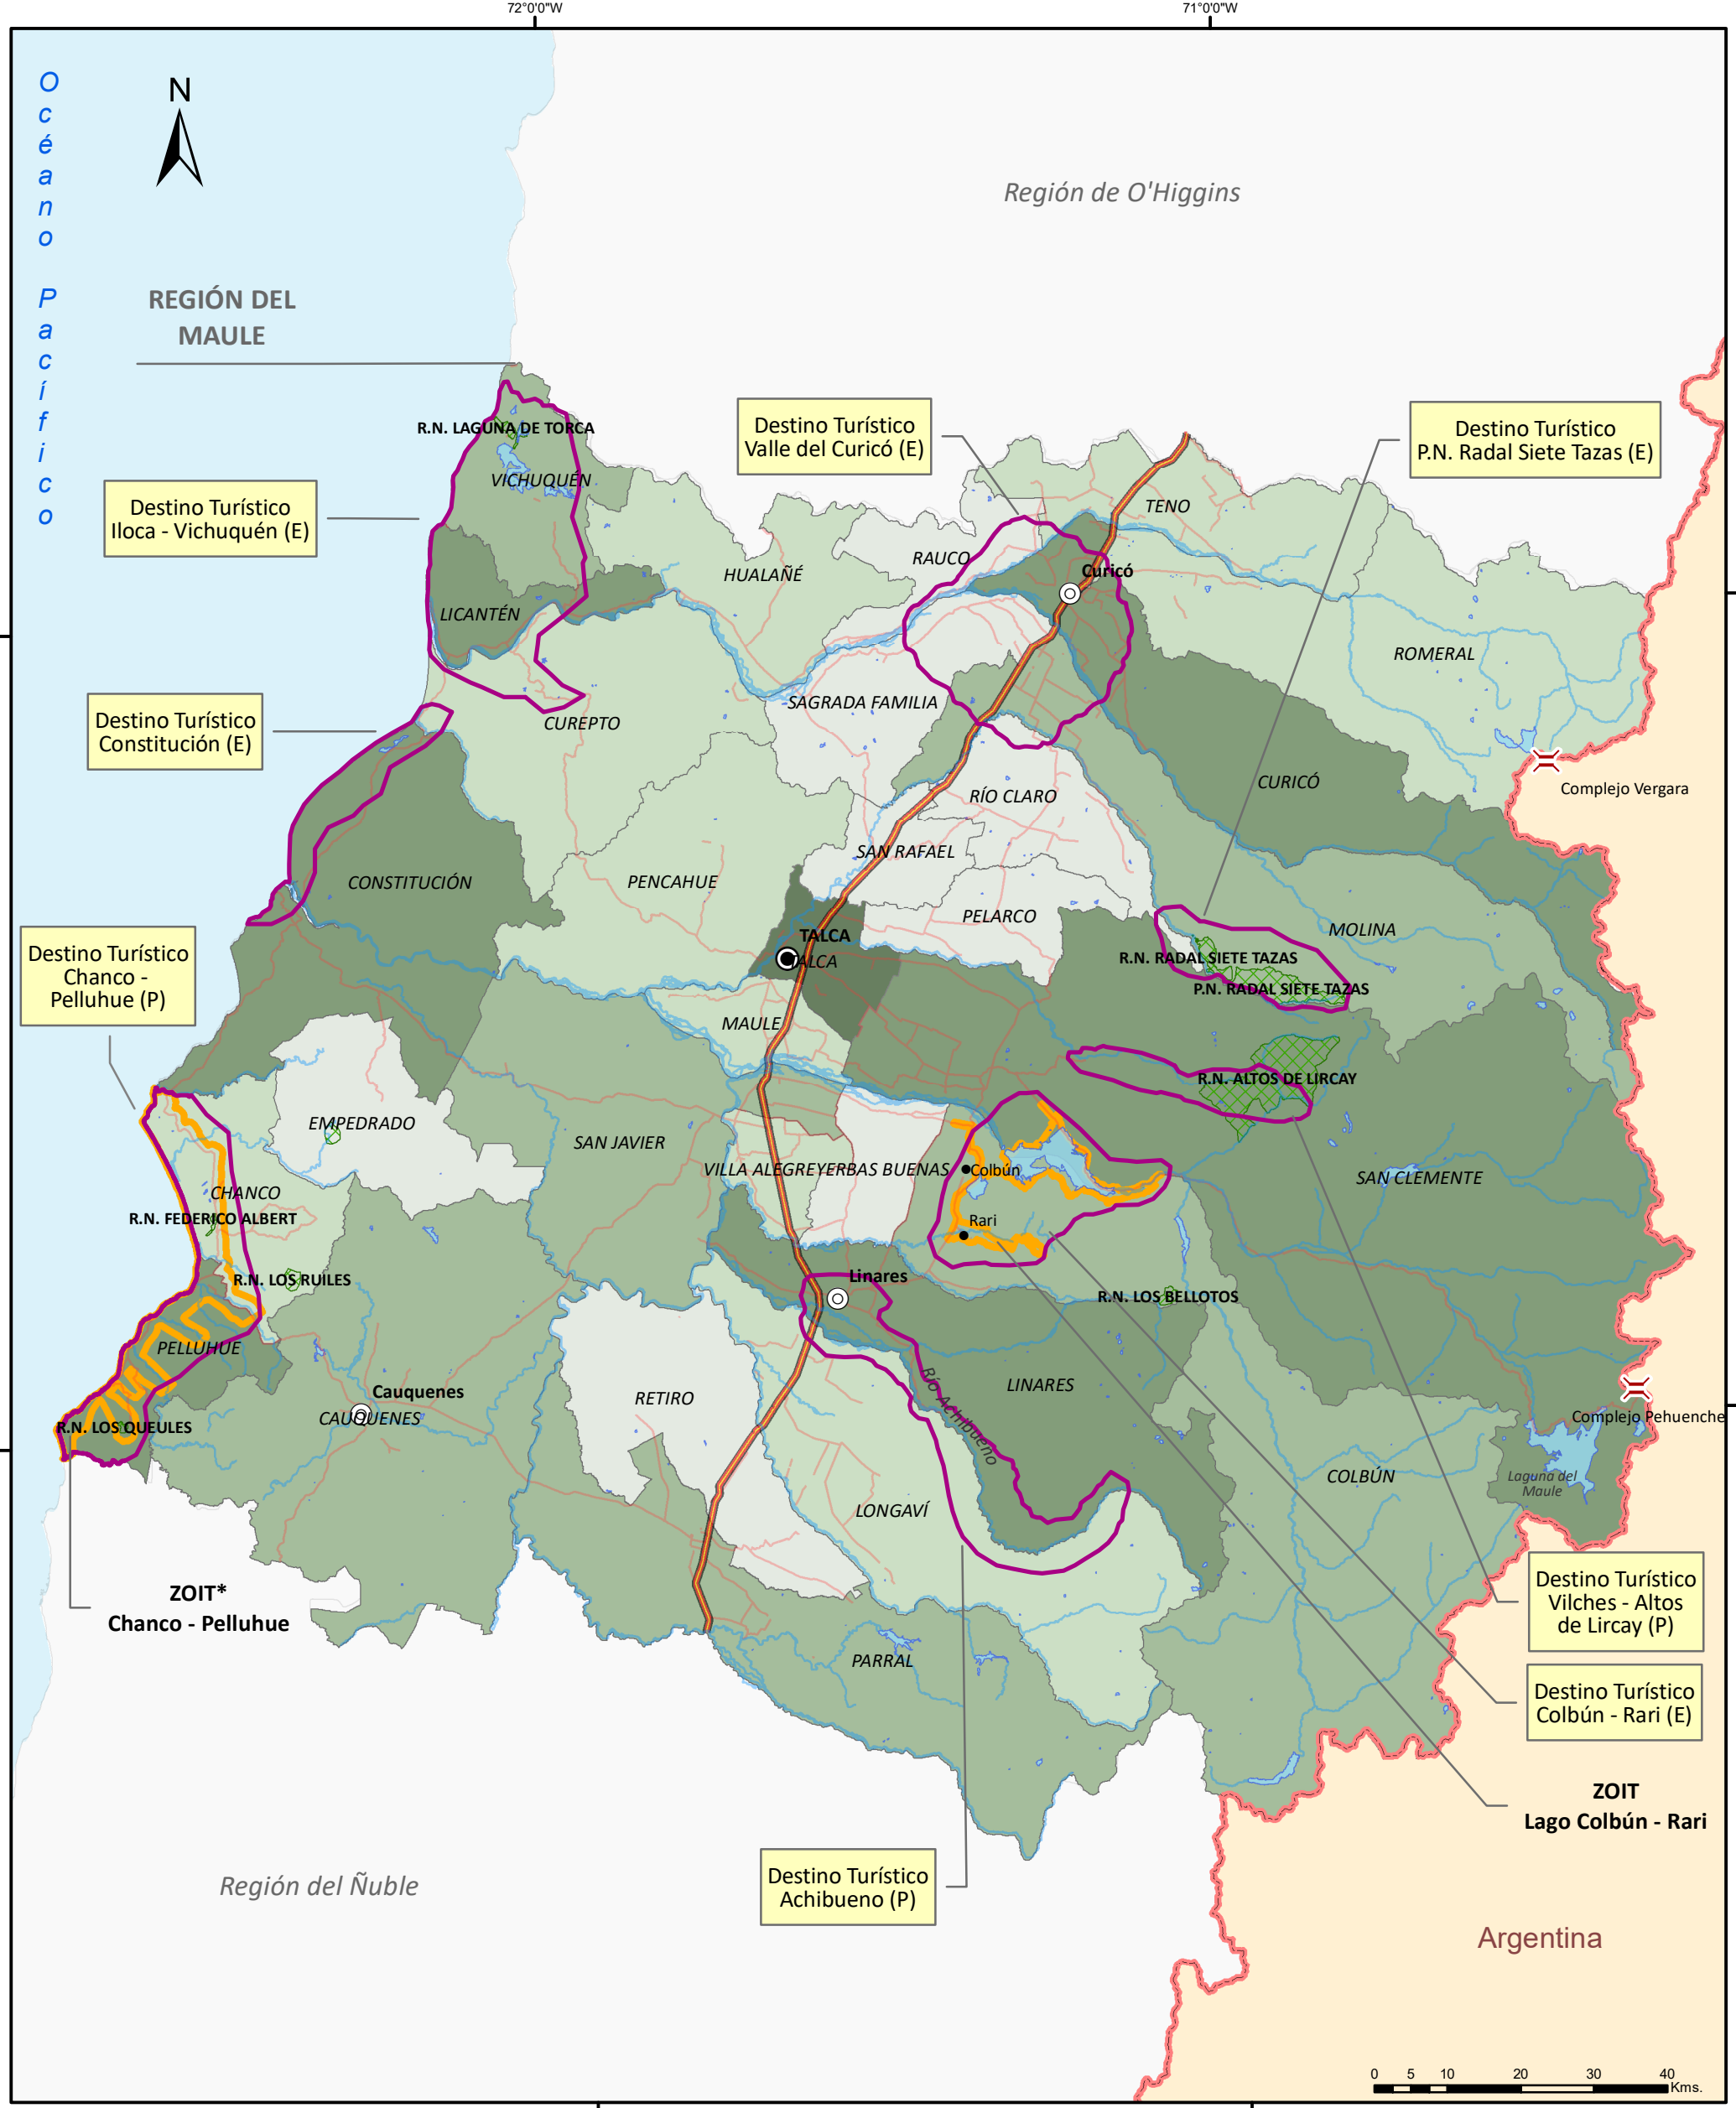 72°0'0"W
71°0'0"W
Océano Pacífico
N
Región de O'Higgins
REGIÓN DEL
MAULE
Destino Turístico
Valle del Curicó (E)
Destino Turístico
P.N. Radal Siete Tazas (E)
R.N. LAGUNA DE TORCA
VICHUQUÉN
Destino Turístico
Iloca - Vichuquén (E)
TENO
RAUCO
Curicó
HUALAÑÉ
LICANTÉN
ROMERAL
SAGRADA FAMILIA
CUREPTO
Destino Turístico
Constitución (E)
CURICÓ
Complejo Vergara
RÍO CLARO
SAN RAFAEL
CONSTITUCIÓN
PENCAHUE
PELARCO
MOLINA
TALCA
TALCA
R.N. RADAL SIETE TAZAS
P.N. RADAL SIETE TAZAS
Destino Turístico
Chanco -
Pelluhue (P)
MAULE
R.N. ALTOS DE LIRCAY
EMPEDRADO
SAN JAVIER
VILLA ALEGRE
YERBAS BUENAS
Colbún
SAN CLEMENTE
CHANCO
R.N. FEDERICO ALBERT
Rari
R.N. LOS RUILES
Linares
R.N. LOS BELLOTOS
PELLUHUE
Río Achibueno
LINARES
Cauquenes
CAUQUENES
RETIRO
R.N. LOS QUEULES
Complejo Pehuenche
COLBÚN
Laguna del
Maule
LONGAVÍ
ZOIT*
Chanco - Pelluhue
Destino Turístico
Vilches - Altos
de Lircay (P)
PARRAL
Destino Turístico
Colbún - Rari (E)
ZOIT
Lago Colbún - Rari
Destino Turístico
Achibueno (P)
Región del Ñuble
Argentina
0 5 10 20 30 40
Kms.